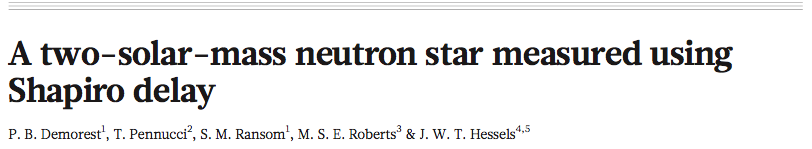 A two-solar-mass neutron star measured using
Shapiro delay
P. B. Demorest¹, T. Pennucci², S. M. Ransom¹, M. S. E. Roberts³ & J. W. T. Hessels⁴,⁵